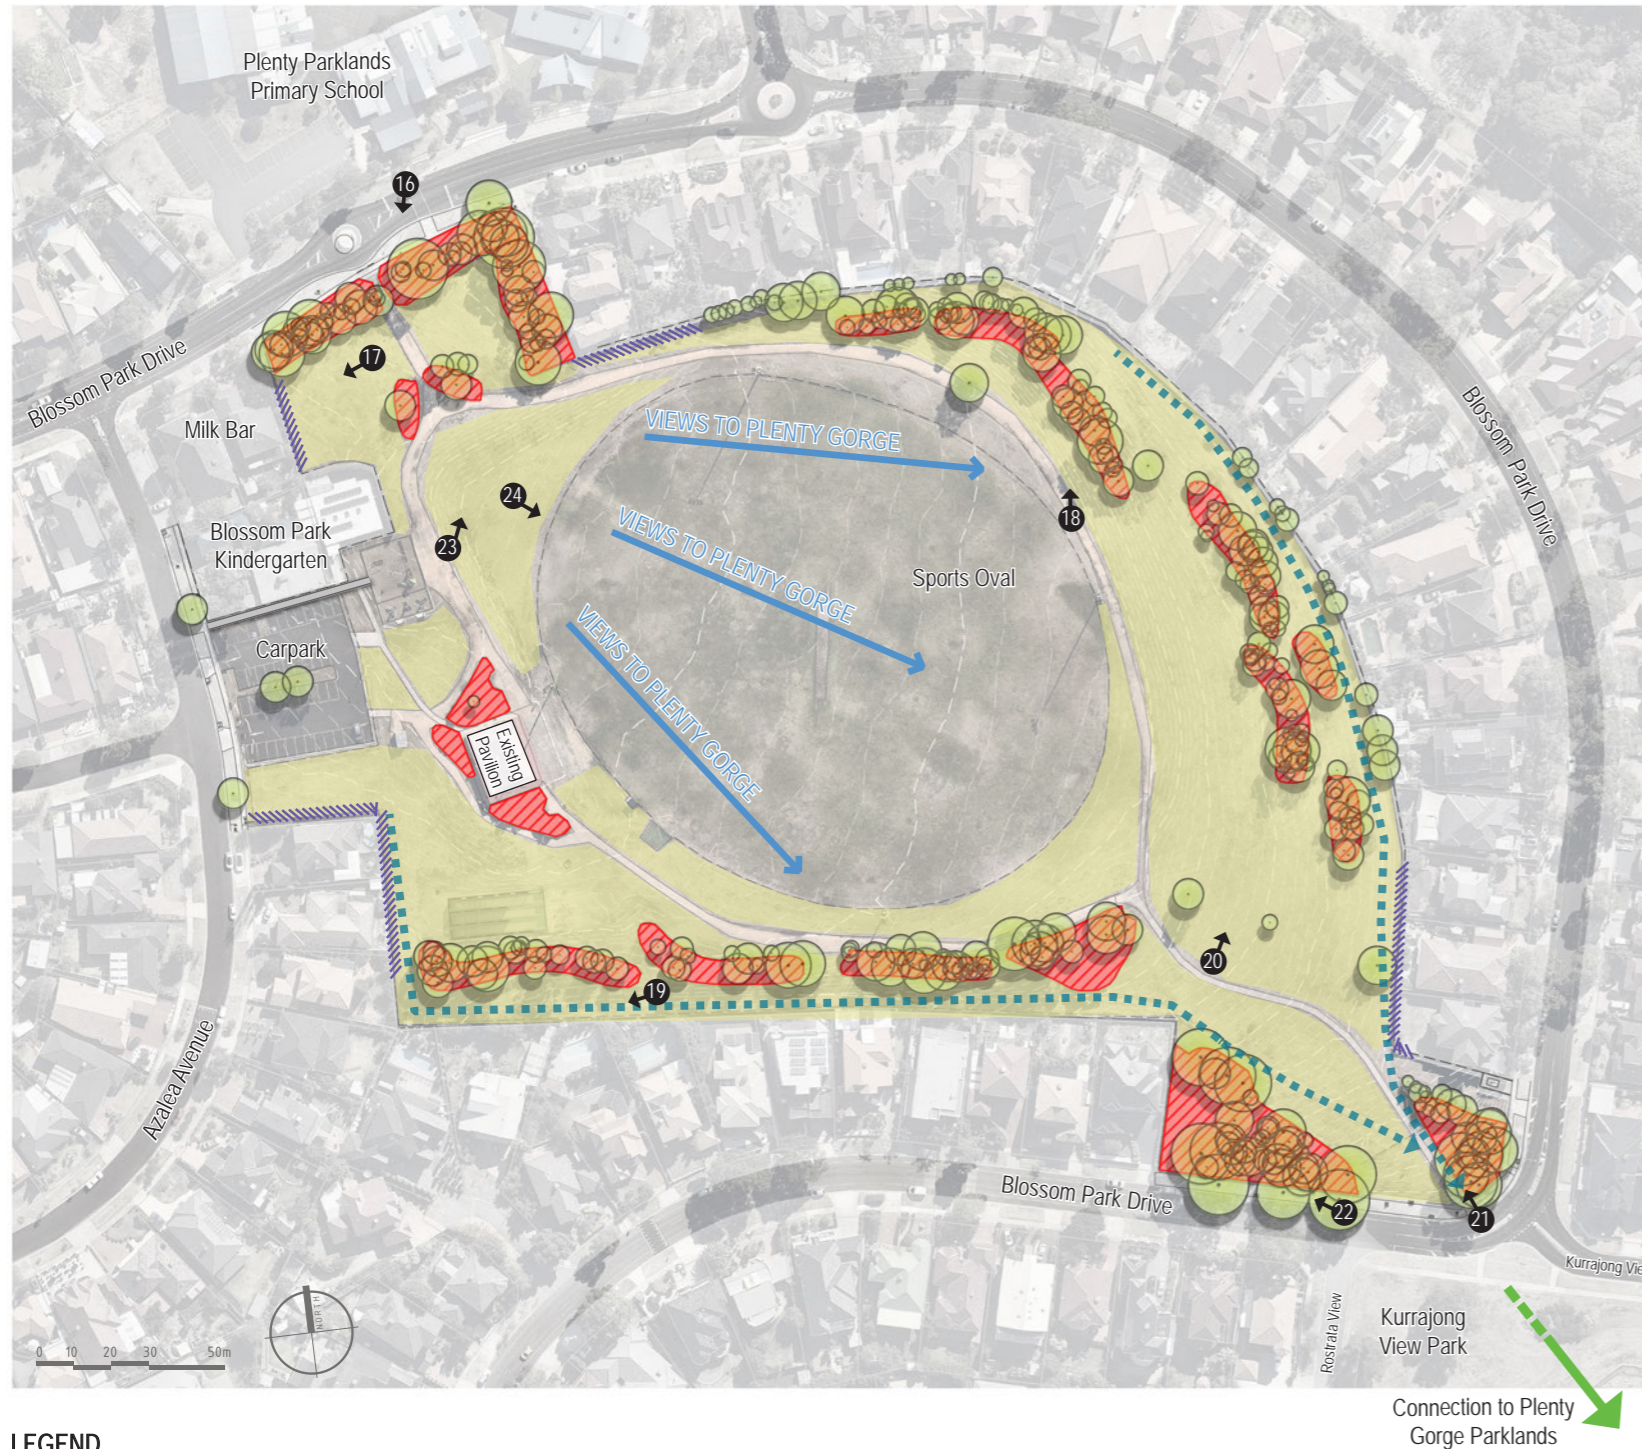 Plenty Parklands
Primary School
16
17
Blossom Park Drive
Milk Bar
Blossom Park Drive
VIEWS TO PLENTY GORGE
24
VIEWS TO PLENTY GORGE
18
23
Blossom Park
Kindergarten
Sports Oval
VIEWS TO PLENTY GORGE
Carpark
Existing
Pavilion
20
19
Azalea Avenue
Blossom Park Drive
22
21
Kurrajong Vie
NORTH
Rostrata View
Kurrajong
View Park
0 10 20 30 50m
Connection to Plenty
Gorge Parklands
LEGEND